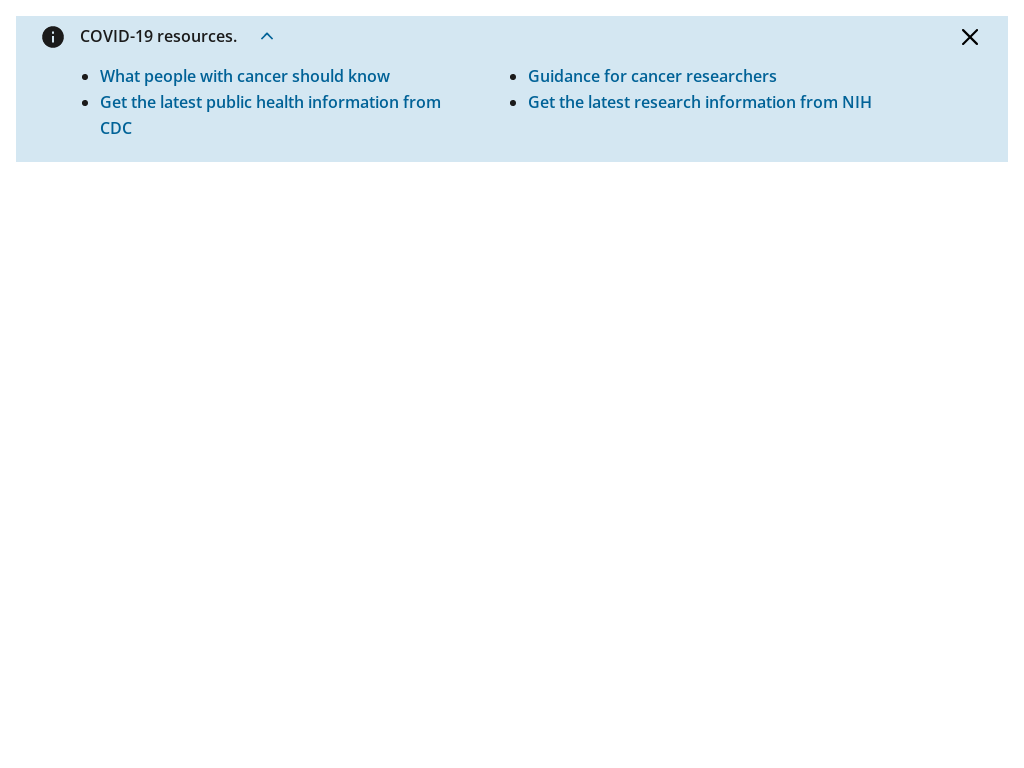 COVID-19 resources.
What people with cancer should know
Get the latest public health information from
CDC
Guidance for cancer researchers
Get the latest research information from NIH